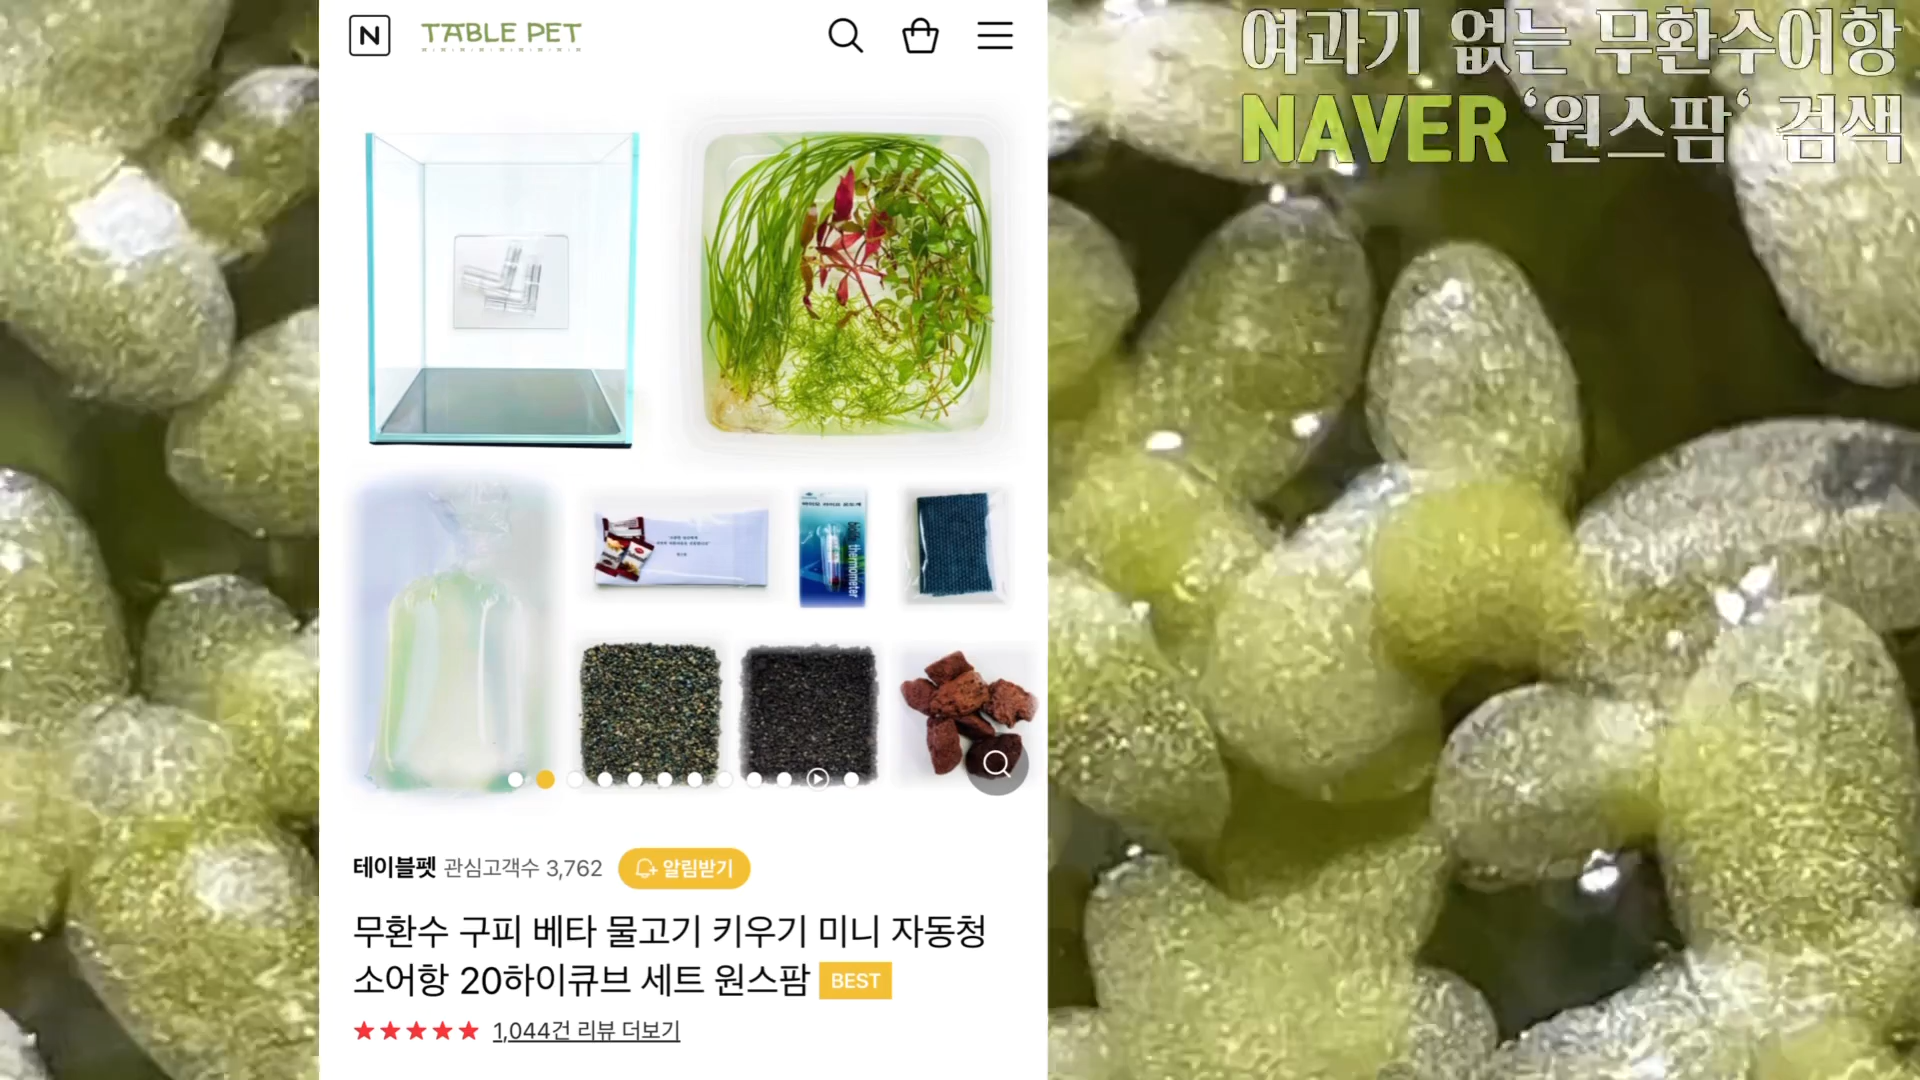 여과기 없는 무환수어항
NAVER ‘원스팜‘ 검색
N TABLE PET
bible thermometer
테이블펫 관심고객수 3,762 알림받기
무환수 구피 베타 물고기 키우기 미니 자동청
소어항 20하이큐브 세트 원스팜 BEST
1,044건 리뷰 더보기